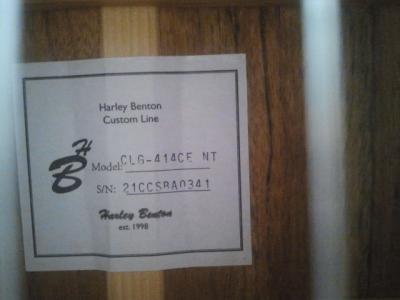 Harley Benton
Custom Line
HB
Model: CLG-414CE NT
S/N: 21CCSBA0341
Harley Benton
est. 1998